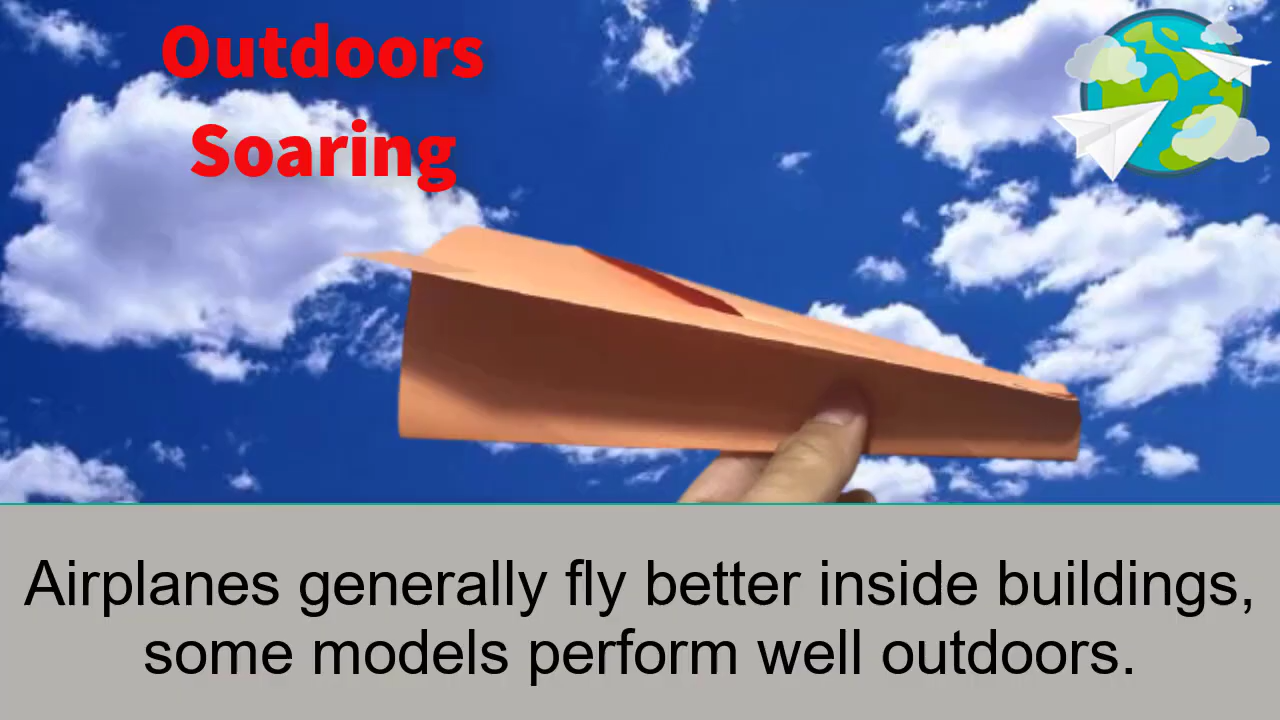 Outdoors
Soaring
Airplanes generally fly better inside buildings,
some models perform well outdoors.